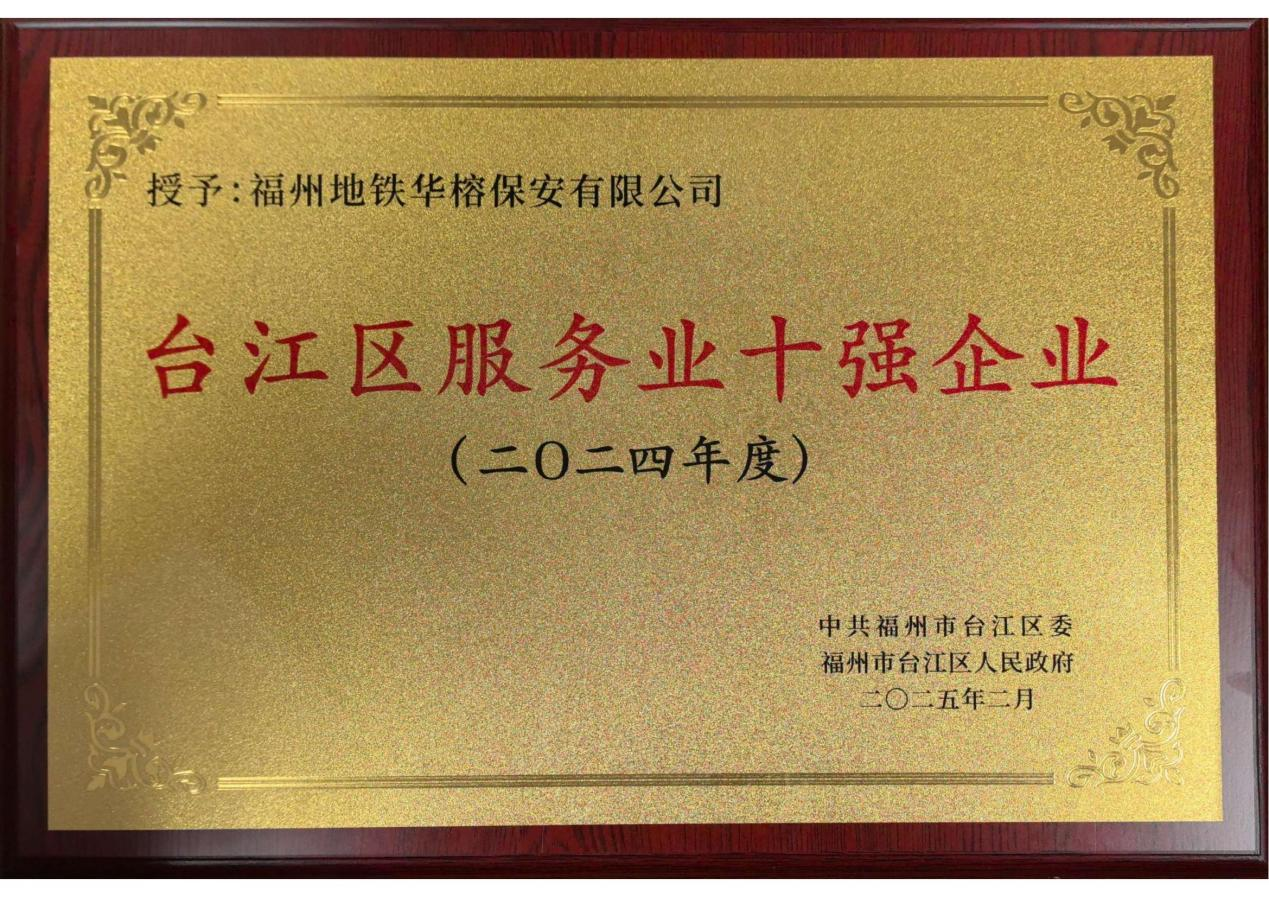 授予:福州地铁华榕保安有限公司
台江区服务业十强企业
(二O二四年度)
中共福州市台江区委
福州市台江区人民政府
二〇二五年二月